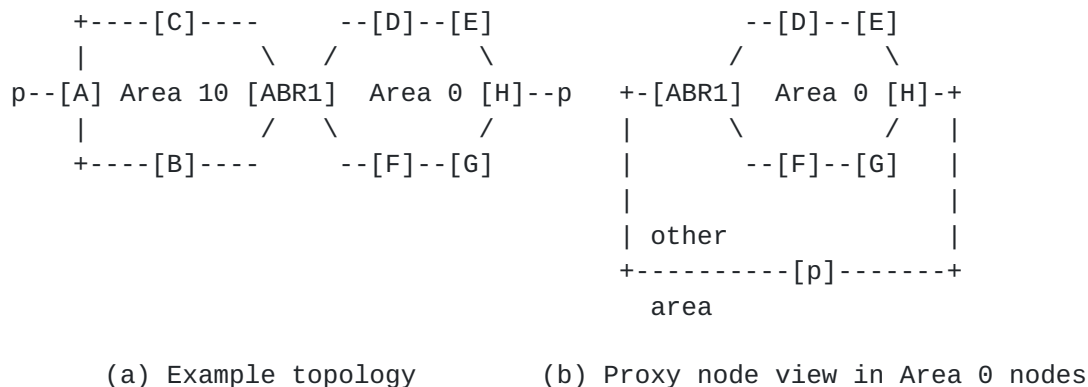 +----[C]----       --[D]--[E]                   --[D]--[E]
|           \     /         \                  /         \
p--[A] Area 10 [ABR1]  Area 0 [H]--p   +-[ABR1]  Area 0 [H]-+
|           /   \         /            |      \         /   |
+----[B]----     --[F]--[G]            |       --[F]--[G]   |
|                    |
| other              |
+----------[p]-------+
area
(a) Example topology       (b) Proxy node view in Area 0 nodes